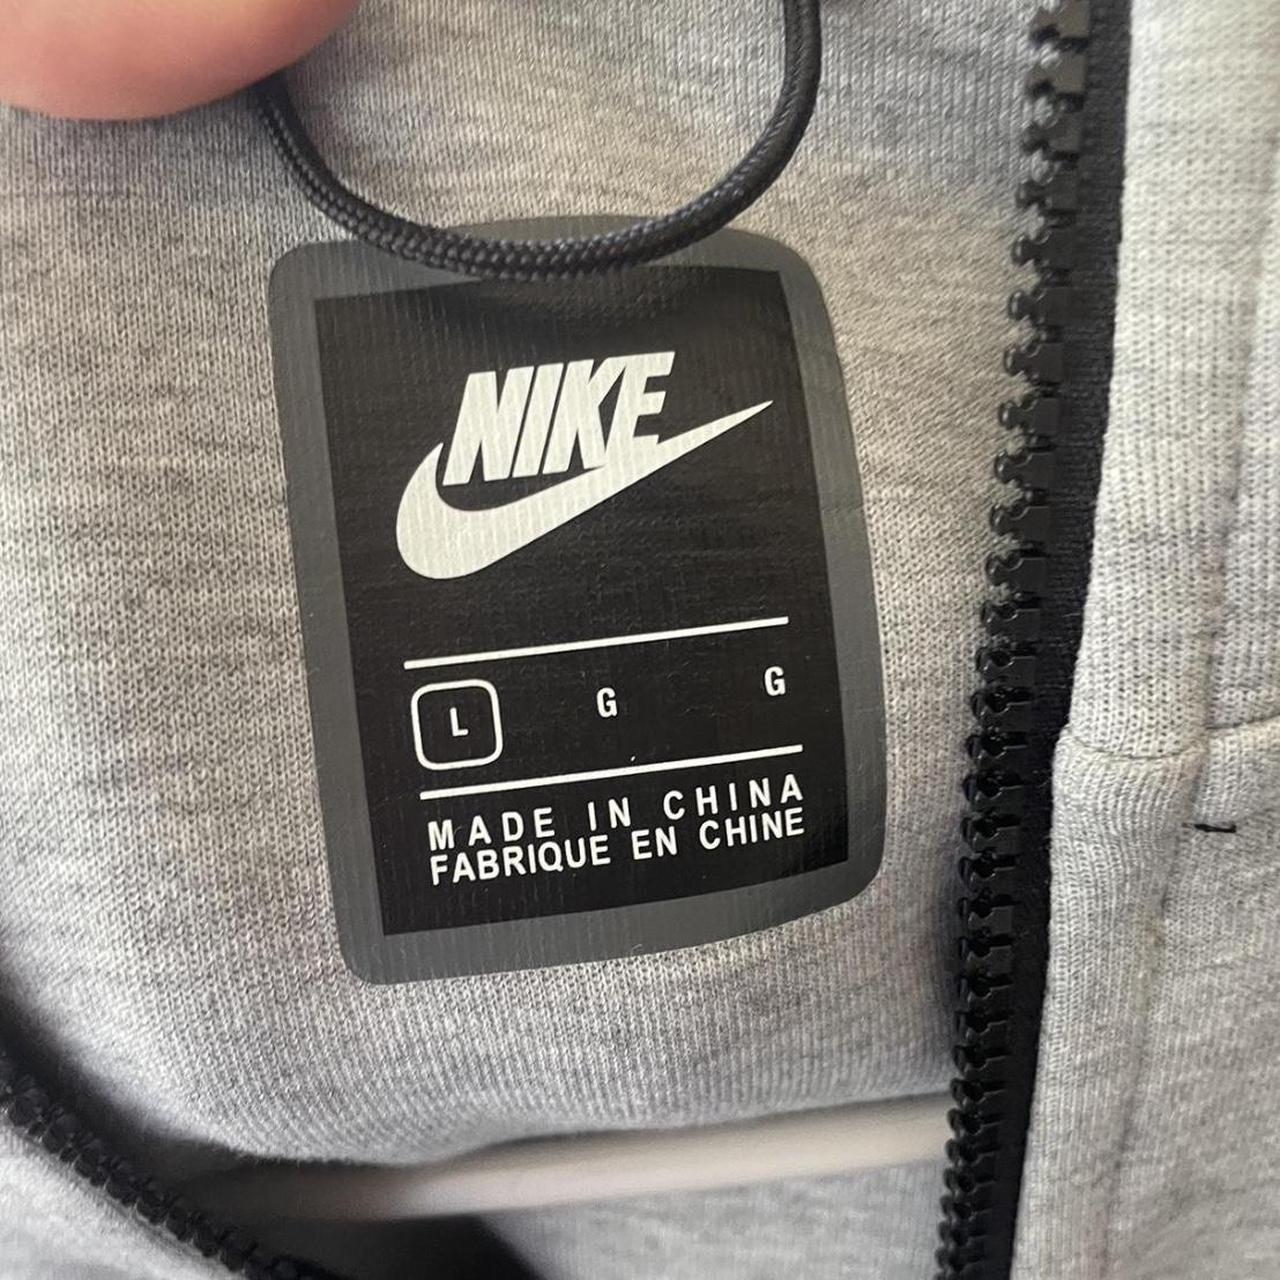 NIKE
L G G
MADE IN CHINA
FABRIQUE EN CHINE